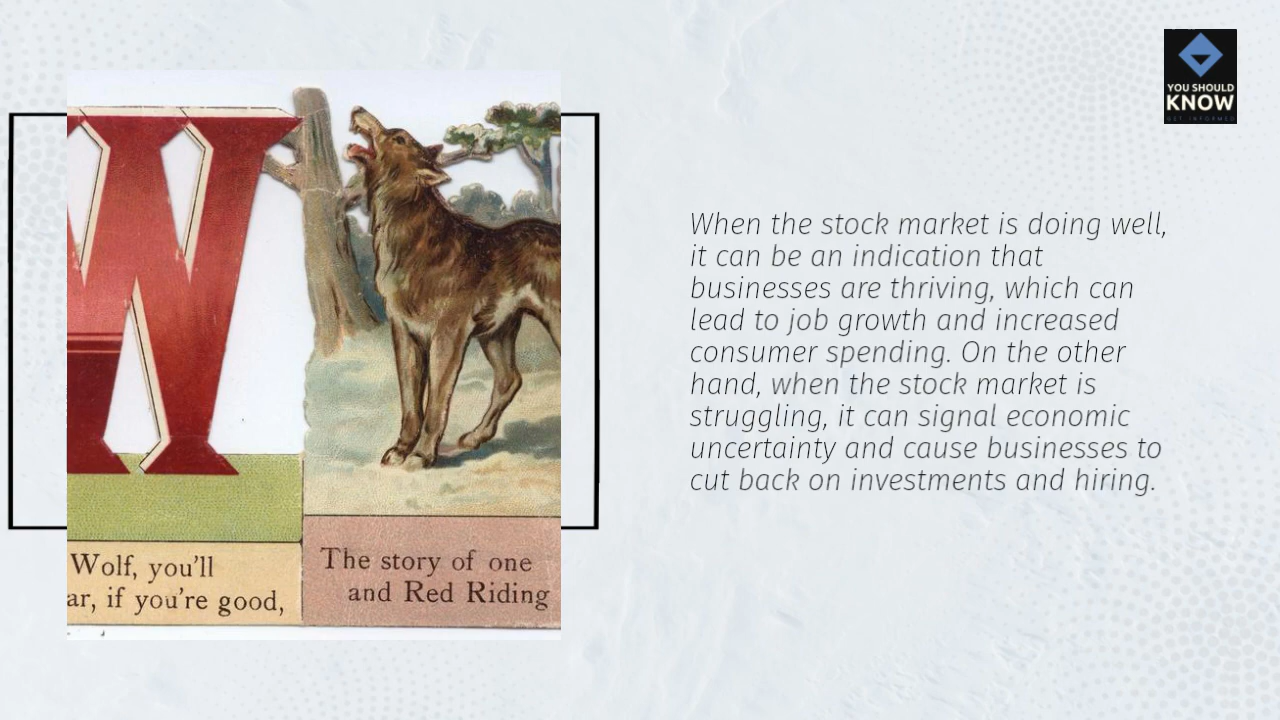 YOU SHOULD
KNOW
GET INFORMED
When the stock market is doing well,
it can be an indication that
businesses are thriving, which can
lead to job growth and increased
consumer spending. On the other
hand, when the stock market is
struggling, it can signal economic
uncertainty and cause businesses to
cut back on investments and hiring.
W
Wolf, you'll
ar, if you're good,
The story of one
and Red Riding